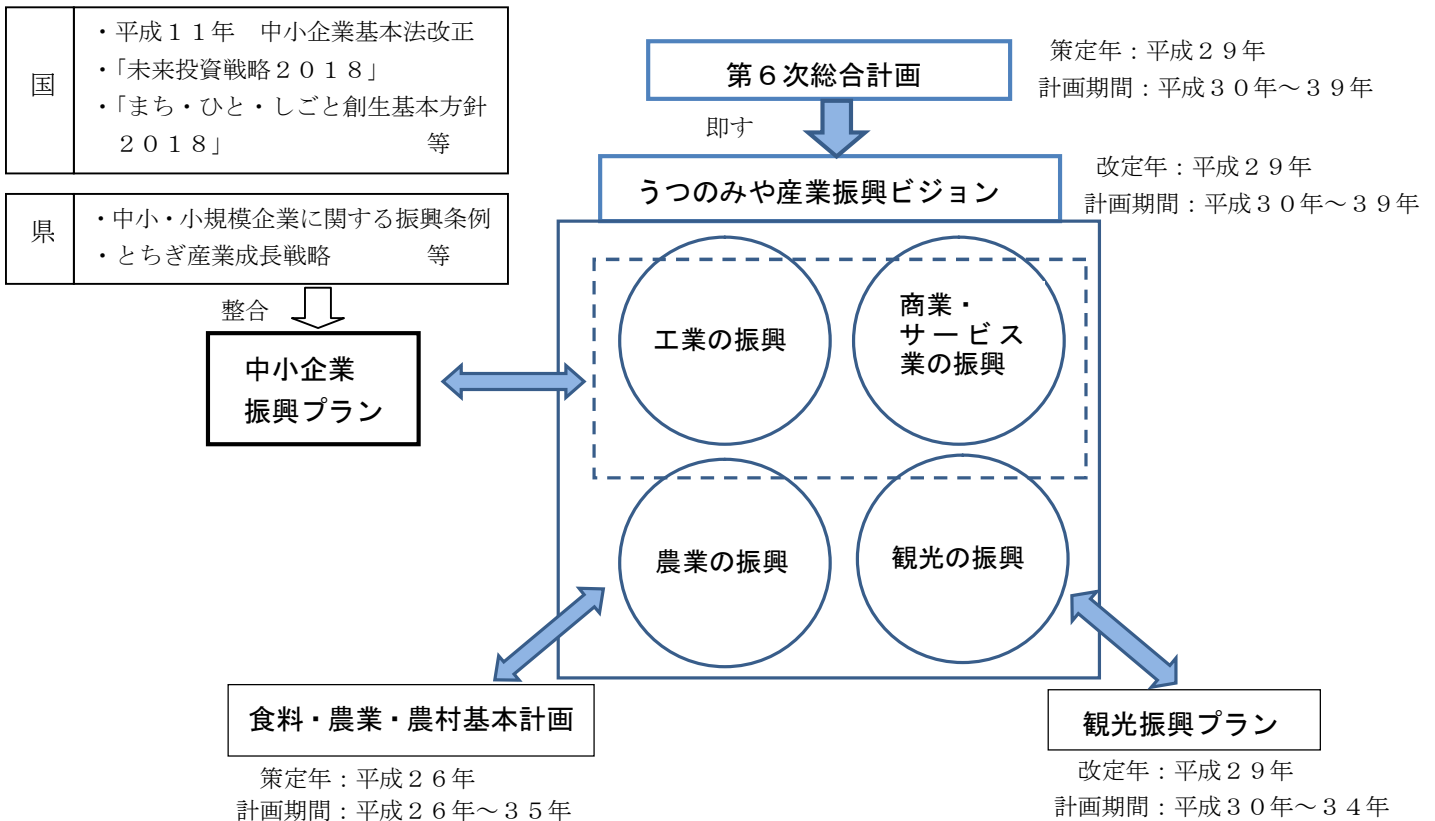 国
・平成１１年　中小企業基本法改正
・「未来投資戦略２０１８」
・「まち・ひと・しごと創生基本方針
２０１８」　等
県
・中小・小規模企業に関する振興条例
・とちぎ産業成長戦略　等
整合
中小企業
振興プラン
第６次総合計画
策定年：平成２９年
計画期間：平成３０年～３９年
即す
うつのみや産業振興ビジョン
改定年：平成２９年
計画期間：平成３０年～３９年
工業の振興
商業・
サービス
業の振興
農業の振興
観光の振興
食料・農業・農村基本計画
策定年：平成２６年
計画期間：平成２６年～３５年
観光振興プラン
改定年：平成２９年
計画期間：平成３０年～３４年